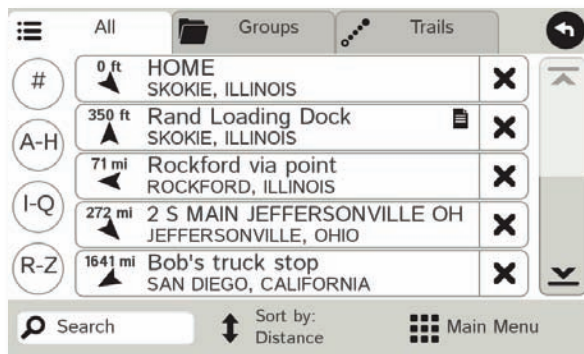 All
Groups
Trails
#
0 ft
HOME
SKOKIE, ILLINOIS
A-H
350 ft
Rand Loading Dock
SKOKIE, ILLINOIS
71 mi
Rockford via point
ROCKFORD, ILLINOIS
I-Q
272 mi
2 S MAIN JEFFERSONVILLE OH
JEFFERSONVILLE, OHIO
R-Z
1641 mi
Bob's truck stop
SAN DIEGO, CALIFORNIA
Search
Sort by:
Distance
Main Menu